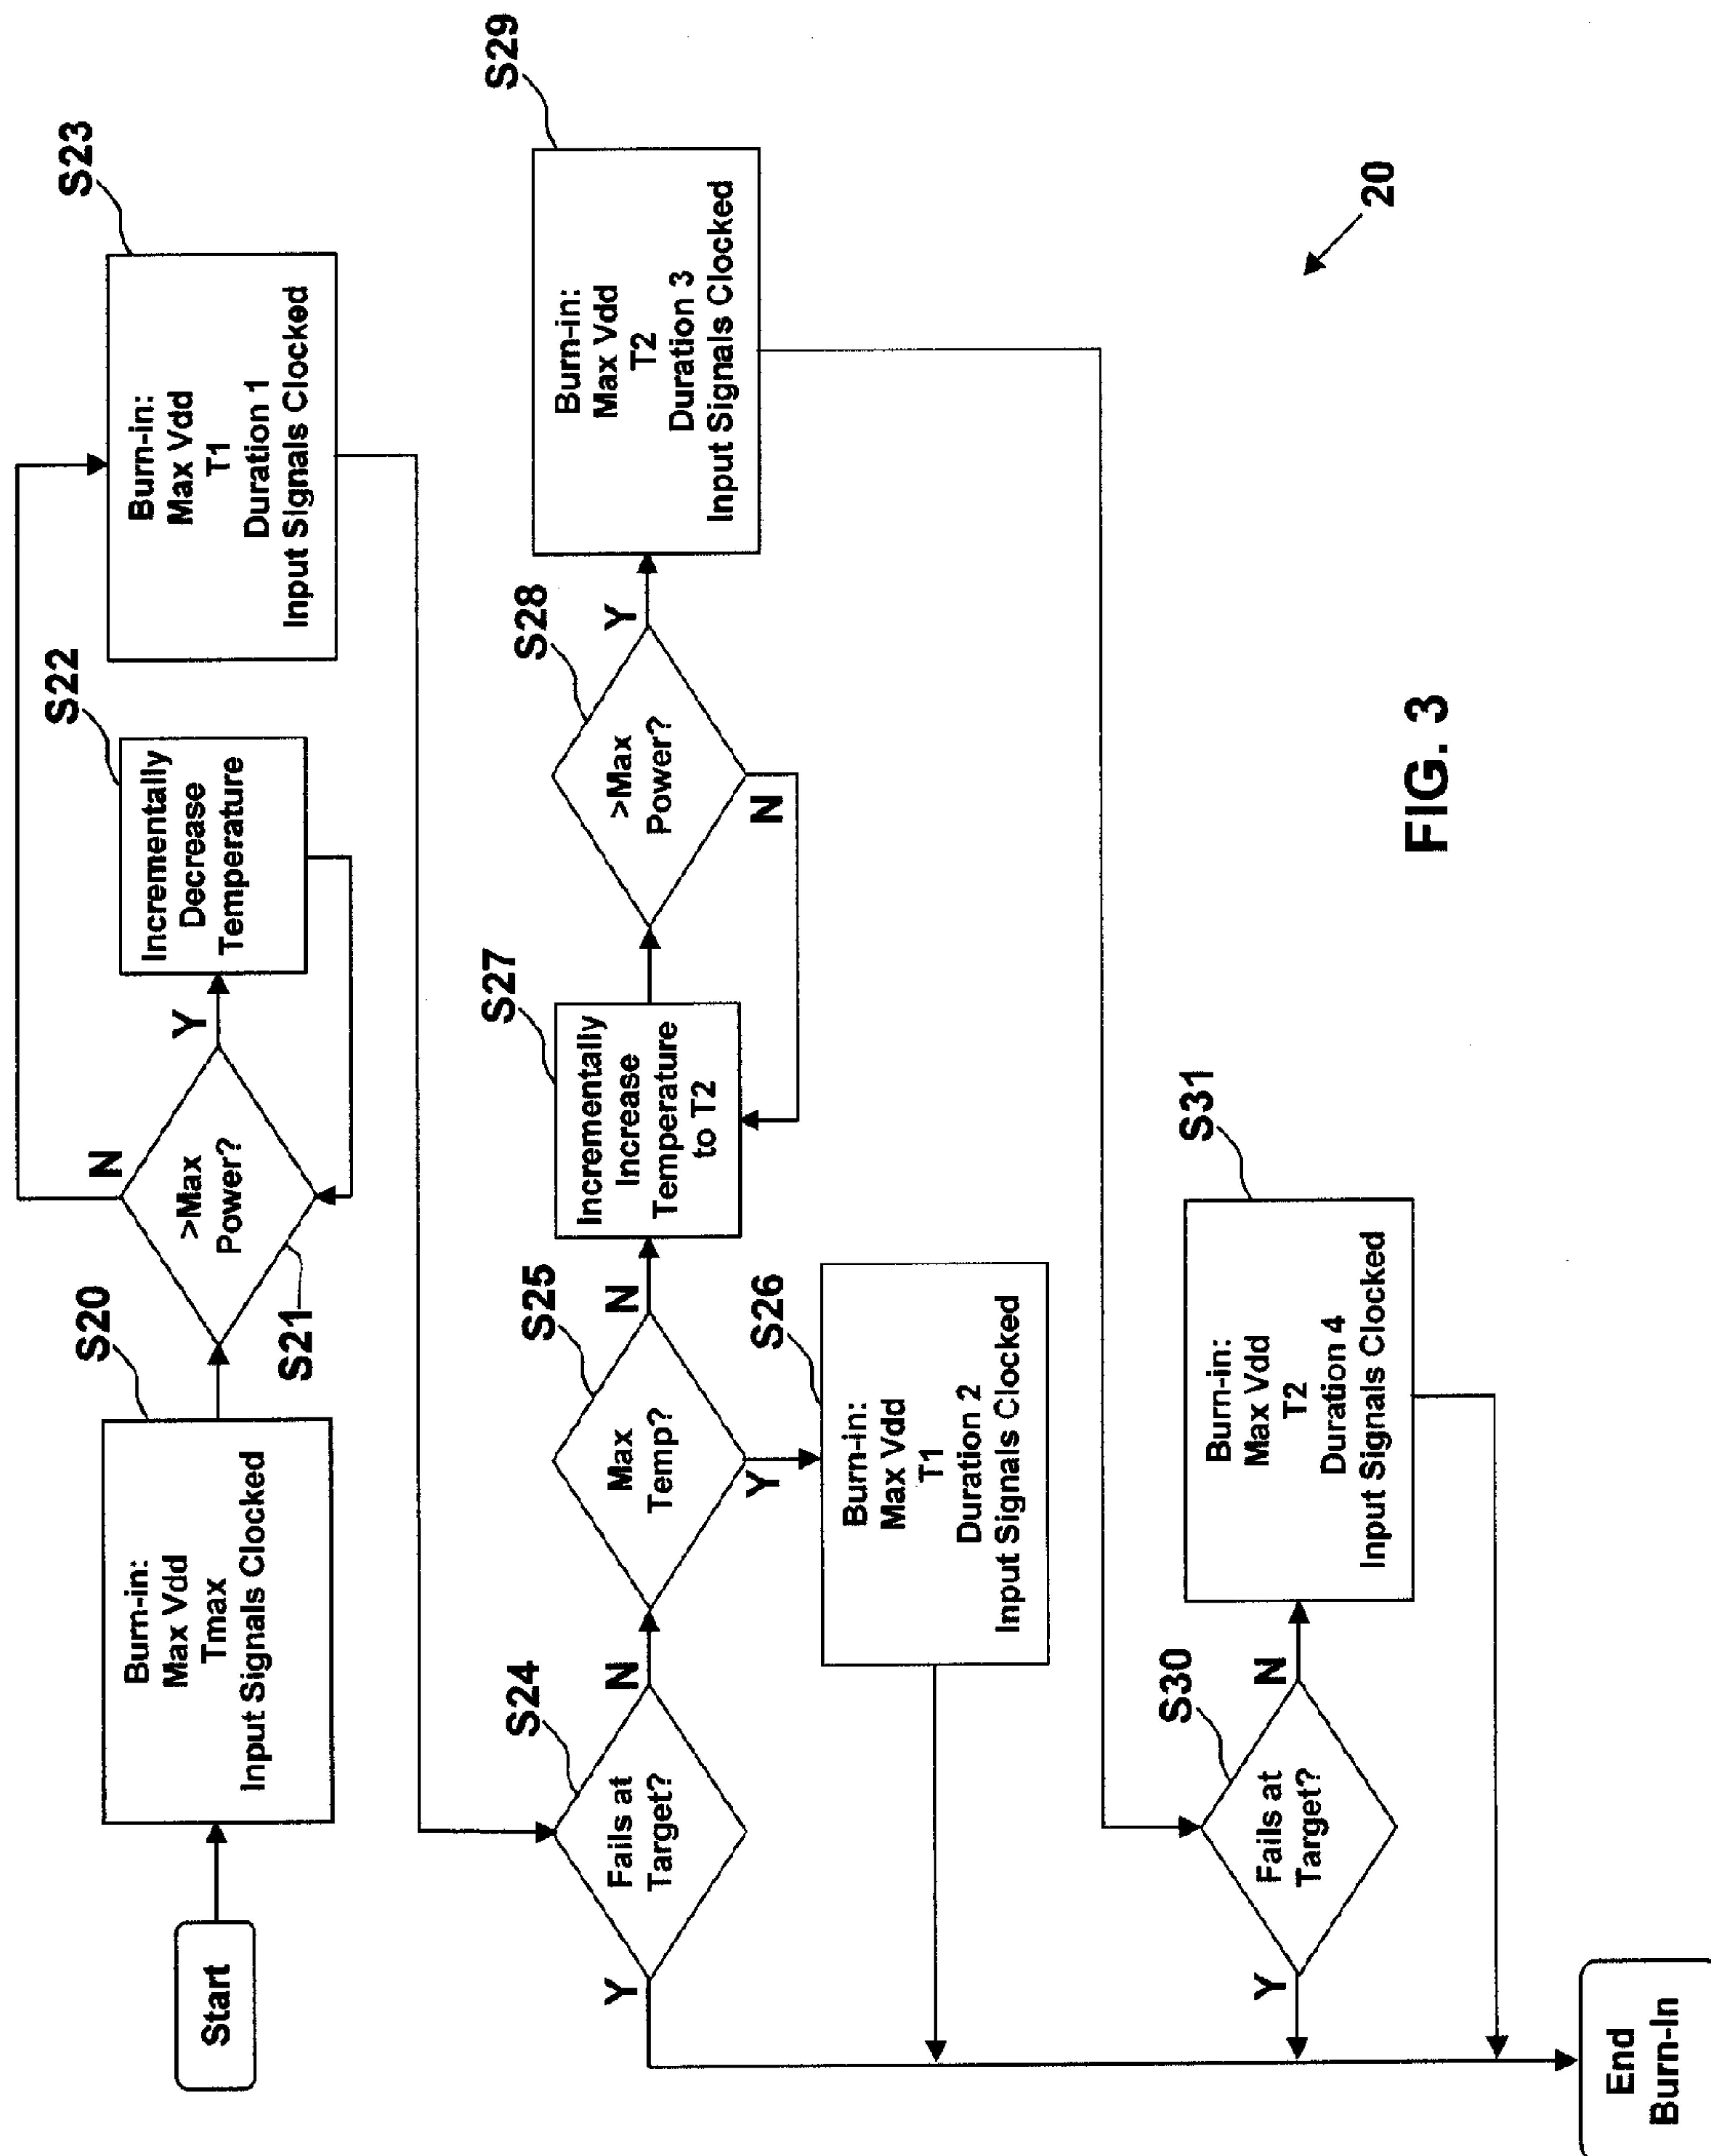 Start
S20
Burn-in:
Max Vdd
Tmax
Input Signals Clocked
S21
>Max
Power?
N
Y
S22
Incrementally
Decrease
Temperature
S23
Burn-in:
Max Vdd
T1
Duration 1
Input Signals Clocked
S24
Fails at
Target?
Y
N
S25
Max
Temp?
N
Y
S26
Burn-in:
Max Vdd
T1
Duration 2
Input Signals Clocked
S27
Incrementally
Increase
Temperature
to T2
S28
>Max
Power?
Y
N
S29
Burn-in:
Max Vdd
T2
Duration 3
Input Signals Clocked
S30
Fails at
Target?
Y
N
S31
Burn-in:
Max Vdd
T2
Duration 4
Input Signals Clocked
End
Burn-In
20
FIG. 3